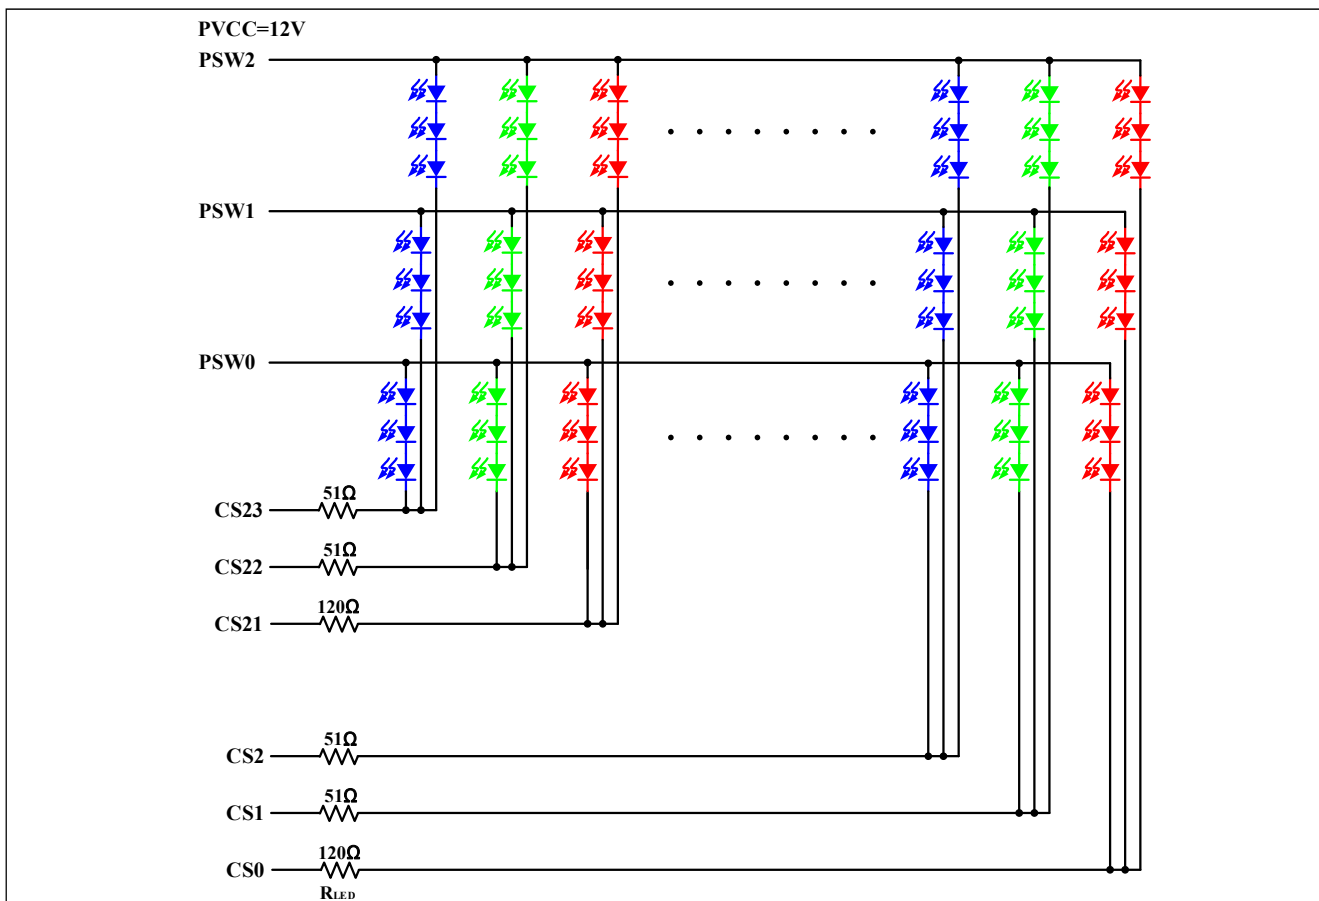 PVCC=12V
PSW2
PSW1
PSW0
51Ω
CS23
51Ω
CS22
120Ω
CS21
51Ω
CS2
51Ω
CS1
120Ω
CS0
RLED